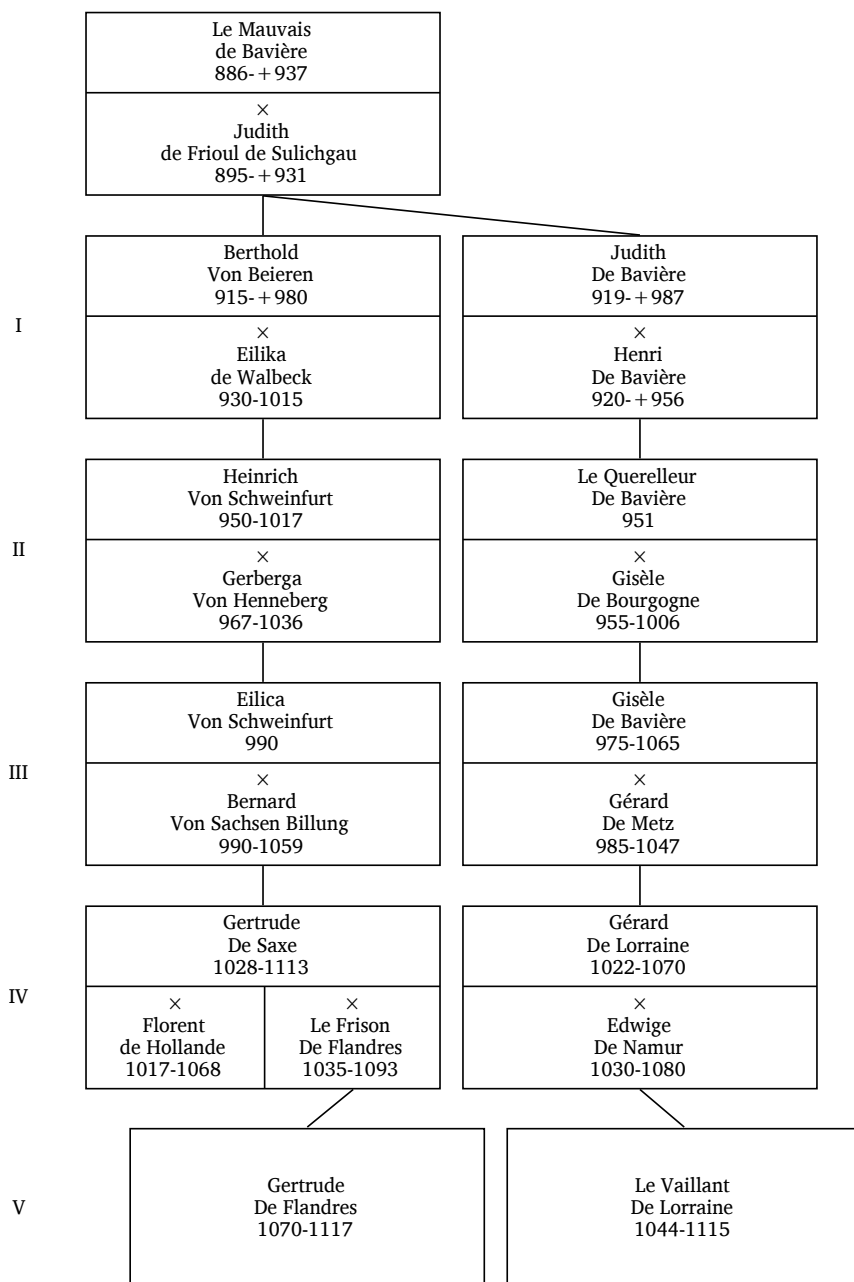 Le Mauvais
de Bavière
886-+937
×
Judith
de Frioul de Sulichgau
895-+931
I
Berthold
Von Beieren
915-+980
×
Eilika
de Walbeck
930-1015
Judith
De Bavière
919-+987
×
Henri
De Bavière
920-+956
II
Heinrich
Von Schweinfurt
950-1017
×
Gerberga
Von Henneberg
967-1036
Le Querelleur
De Bavière
951
×
Gisèle
De Bourgogne
955-1006
III
Eilica
Von Schweinfurt
990
×
Bernard
Von Sachsen Billung
990-1059
Gisèle
De Bavière
975-1065
×
Gérard
De Metz
985-1047
IV
Gertrude
De Saxe
1028-1113
×
Florent
de Hollande
1017-1068
×
Le Frison
De Flandres
1035-1093
Gérard
De Lorraine
1022-1070
×
Edwige
De Namur
1030-1080
V
Gertrude
De Flandres
1070-1117
Le Vaillant
De Lorraine
1044-1115